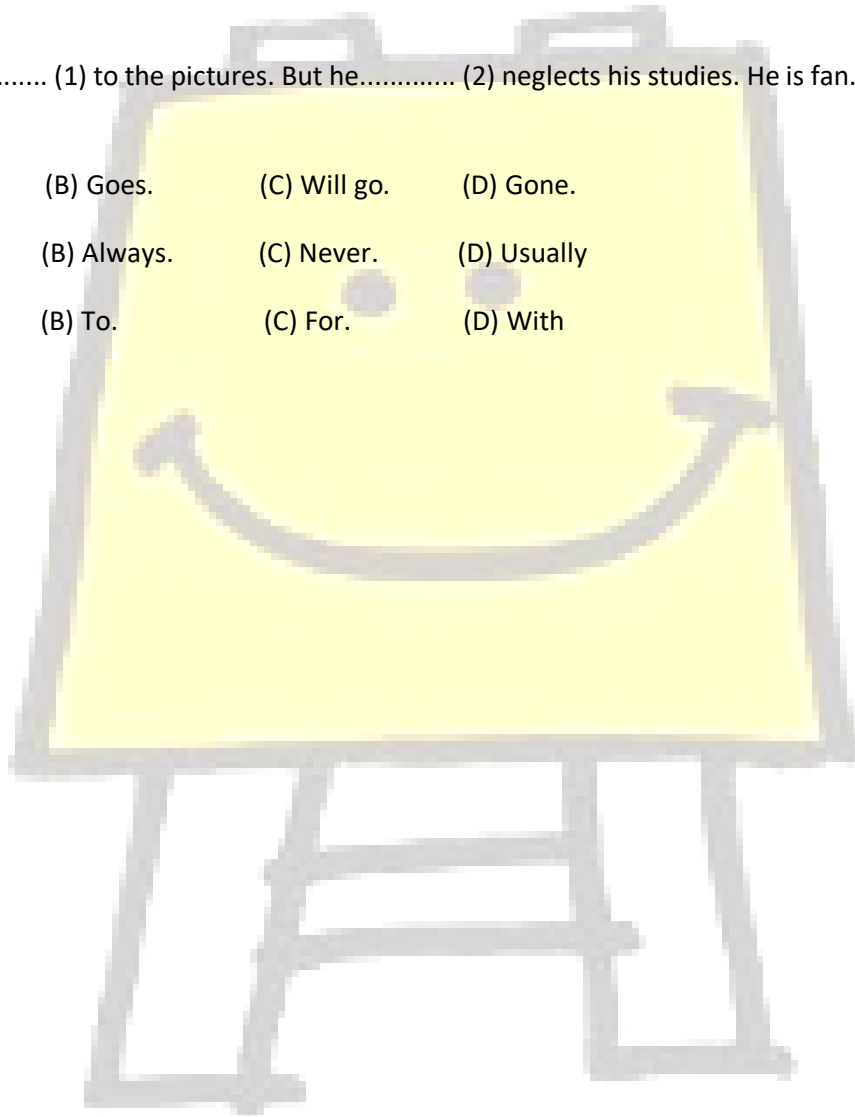 ....... (1) to the pictures. But he............. (2) neglects his studies. He is fan.
(B) Goes. (C) Will go. (D) Gone.
(B) Always. (C) Never. (D) Usually
(B) To. (C) For. (D) With